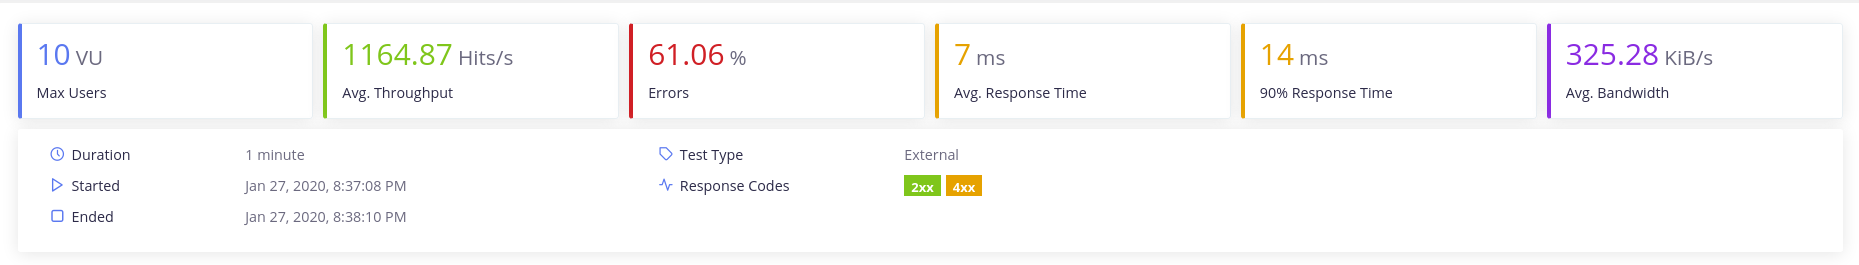 10 VU
Max Users
1164.87 Hits/s
Avg. Throughput
61.06 %
Errors
7 ms
Avg. Response Time
14 ms
90% Response Time
325.28 KiB/s
Avg. Bandwidth
Duration 1 minute
Started Jan 27, 2020, 8:37:08 PM
Ended Jan 27, 2020, 8:38:10 PM
Test Type External
Response Codes 2xx 4xx